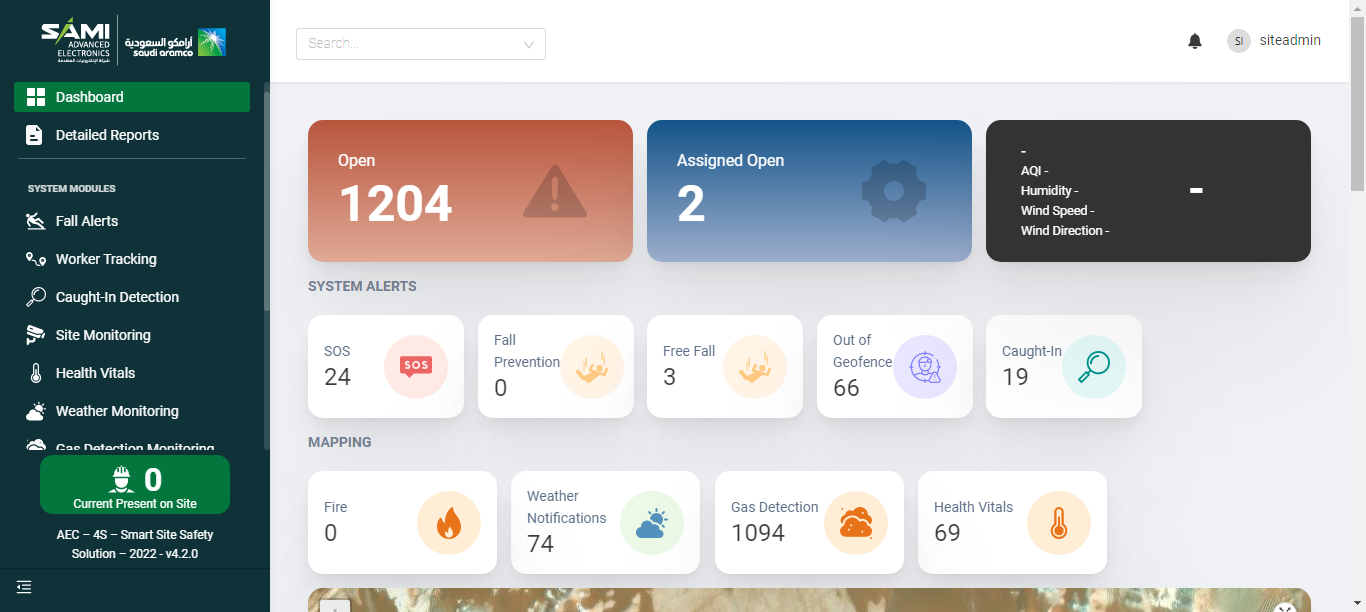 SAMI
ADVANCED
ELECTRONICS
شركة الإلكترونيات المتقدمة
أرامكو السعودية
saudi aramco
Dashboard
Detailed Reports
SYSTEM MODULES
Fall Alerts
Worker Tracking
Caught-In Detection
Site Monitoring
Health Vitals
Weather Monitoring
Gas Detection Monitoring
0
Current Present on Site
AEC – 4S – Smart Site Safety
Solution – 2022 - v4.2.0
Search...
SI
siteadmin
Open
1204
Assigned Open
2
-
AQI -
Humidity -
Wind Speed -
Wind Direction -
-
SYSTEM ALERTS
SOS
24
SOS
Fall
Prevention
0
Free Fall
3
Out of
Geofence
66
Caught-In
19
MAPPING
Fire
0
Weather
Notifications
74
Gas Detection
1094
Health Vitals
69